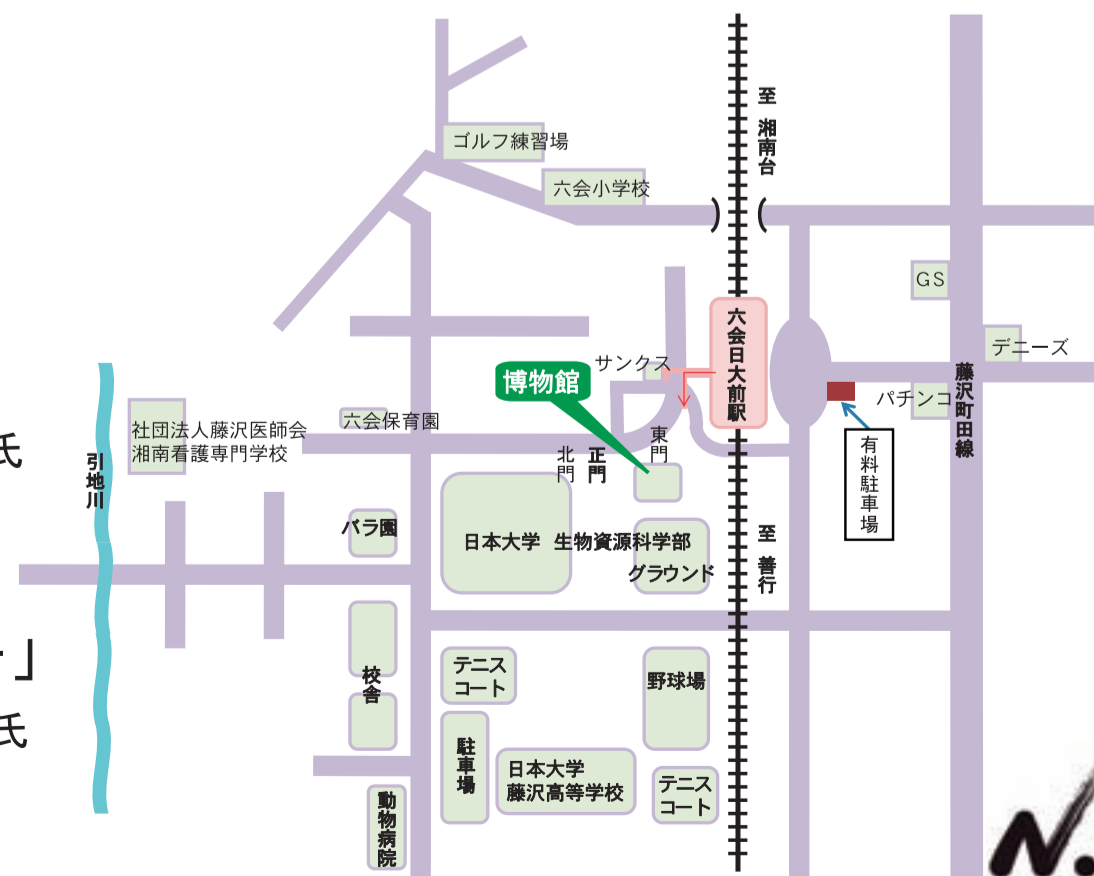 至 湘南台
ゴルフ練習場
六会小学校
GS
六会日大前駅
サンクス
デニーズ
博物館
藤沢町田線
パチンコ
社団法人藤沢医師会
湘南看護専門学校
六会保育園
東門
北門
正門
有料駐車場
氏
引地川
バラ園
日本大学 生物資源科学部
グラウンド
至 善行
」
テニス
コート
野球場
校舎
氏
駐車場
日本大学
藤沢高等学校
テニス
コート
動物病院
N.